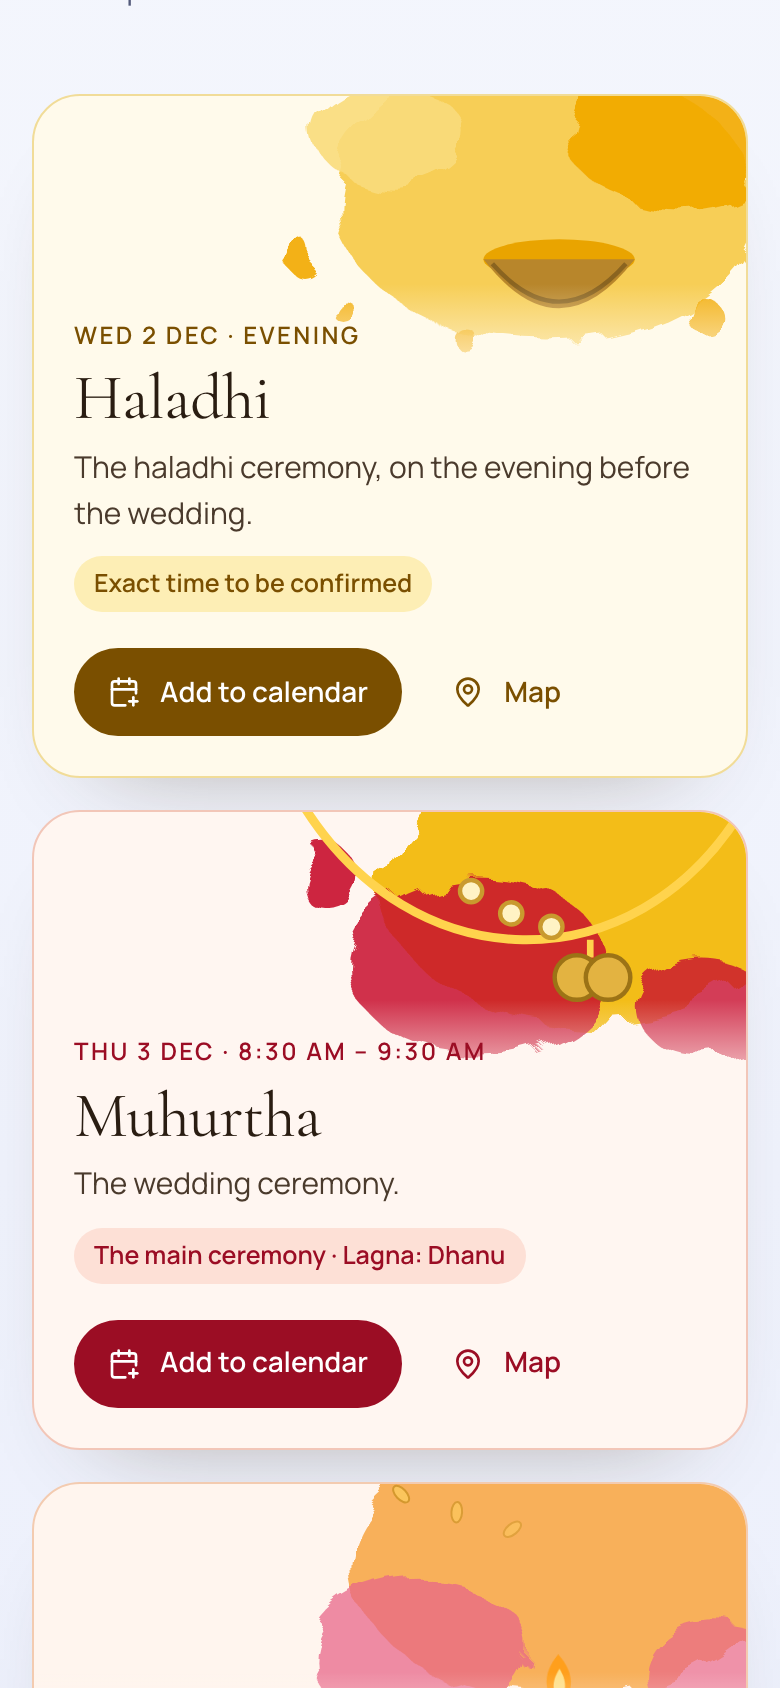 WED 2 DEC · EVENING
Haladhi
The haladhi ceremony, on the evening before
the wedding.
Exact time to be confirmed
Add to calendar
Map
THU 3 DEC · 8:30 AM – 9:30 AM
Muhurtha
The wedding ceremony.
The main ceremony · Lagna: Dhanu
Add to calendar
Map